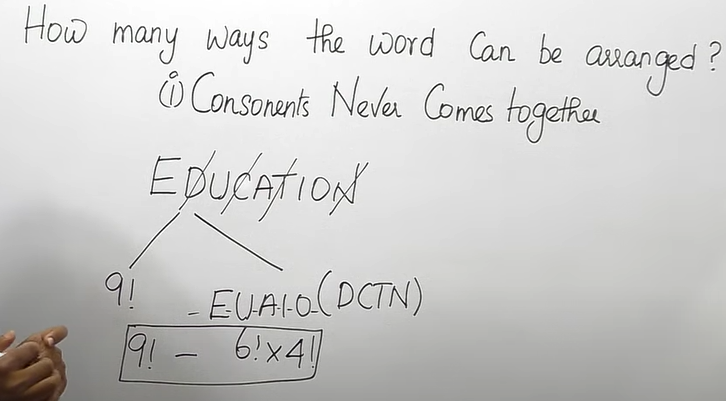 How many ways the word Can be arranged?
(i) Consonents Never Comes together
EDUCATION
9! - E-U-A-I-O-(DCTN)
9! - 6!×4!